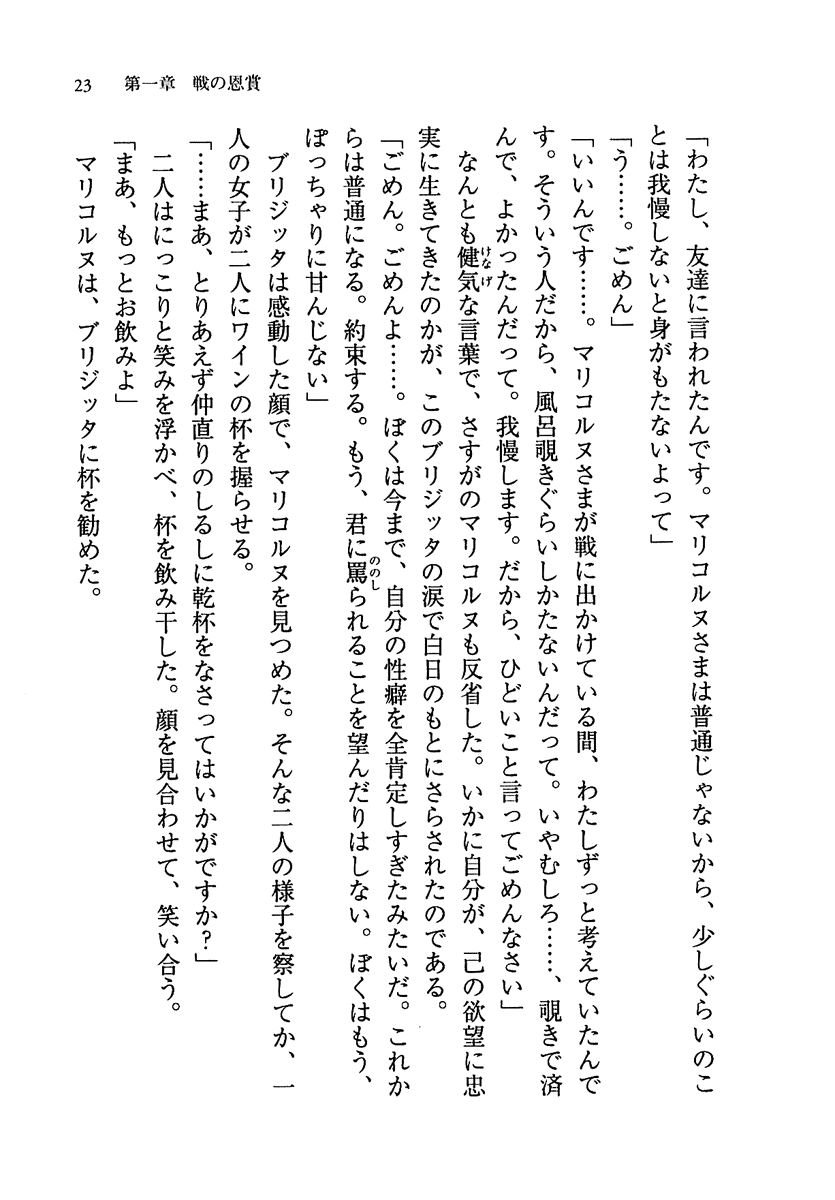 23　第一章　戦の恩賞
「わたし、友達に言われたんです。マリコルヌさまは普通じゃないから、少しぐらいのこ
とは我慢しないと身がもたないよって」
「う……。ごめん」
「いいんです……。マリコルヌさまが戦に出かけている間、わたしずっと考えていたんで
す。そういう人だから、風呂覗きぐらいしかたないんだって。いやむしろ……、覗きで済
んで、よかったんだって。我慢します。だから、ひどいこと言ってごめんなさい」
　なんとも健気な言葉で、さすがのマリコルヌも反省した。いかに自分が、己の欲望に忠
実に生きてきたのかが、このブリジッタの涙で白日のもとにさらされたのである。
「ごめん。ごめんよ……。ぼくは今まで、自分の性癖を全肯定しすぎたみたいだ。これか
らは普通になる。約束する。もう、君に罵られることを望んだりはしない。ぼくはもう、
ぽっちゃりに甘んじない」
　ブリジッタは感動した顔で、マリコルヌを見つめた。そんな二人の様子を察してか、一
人の女子が二人にワインの杯を握らせる。
「……まあ、とりあえず仲直りのしるしに乾杯をなさってはいかがですか？」
　二人はにっこりと笑みを浮かべ、杯を飲み干した。顔を見合わせて、笑い合う。
「まあ、もっとお飲みよ」
　マリコルヌは、ブリジッタに杯を勧めた。